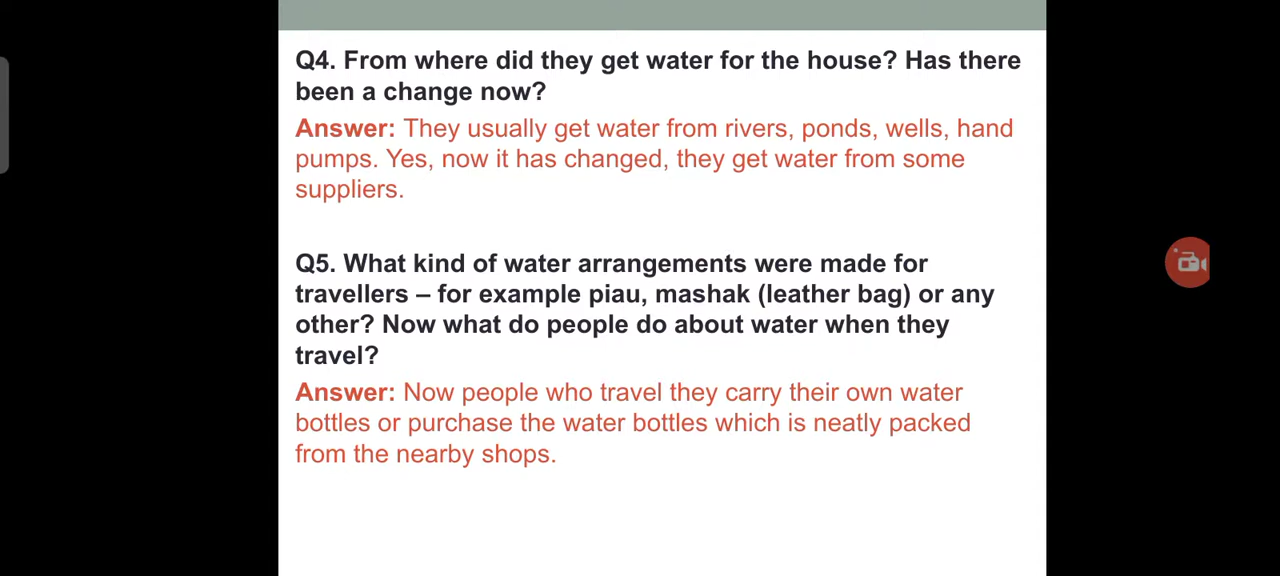 Q4. From where did they get water for the house? Has there
been a change now?
Answer: They usually get water from rivers, ponds, wells, hand
pumps. Yes, now it has changed, they get water from some
suppliers.
Q5. What kind of water arrangements were made for
travellers – for example piau, mashak (leather bag) or any
other? Now what do people do about water when they
travel?
Answer: Now people who travel they carry their own water
bottles or purchase the water bottles which is neatly packed
from the nearby shops.